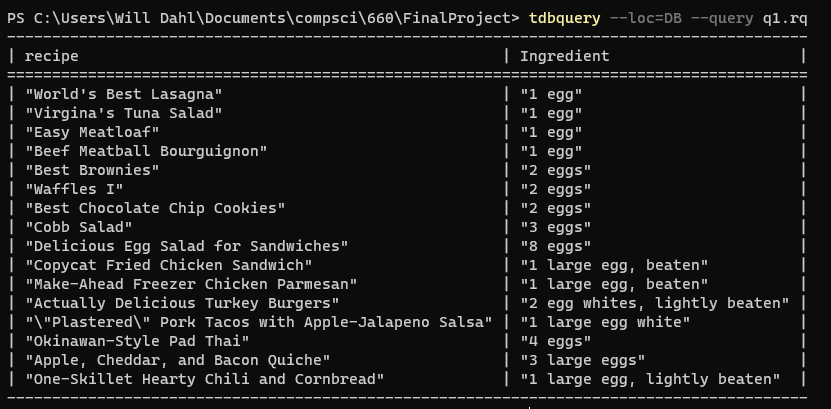 PS C:\Users\Will Dahl\Documents\compsci\660\FinalProject> tdbquery --loc=DB --query q1.rq
| recipe | Ingredient |
| "World's Best Lasagna" | "1 egg" |
| "Virgina's Tuna Salad" | "1 egg" |
| "Easy Meatloaf" | "1 egg" |
| "Beef Meatball Bourguignon" | "1 egg" |
| "Best Brownies" | "2 eggs" |
| "Waffles I" | "2 eggs" |
| "Best Chocolate Chip Cookies" | "2 eggs" |
| "Cobb Salad" | "3 eggs" |
| "Delicious Egg Salad for Sandwiches" | "8 eggs" |
| "Copycat Fried Chicken Sandwich" | "1 large egg, beaten" |
| "Make-Ahead Freezer Chicken Parmesan" | "1 large egg, beaten" |
| "Actually Delicious Turkey Burgers" | "2 egg whites, lightly beaten" |
| "\"Plastered\" Pork Tacos with Apple-Jalapeno Salsa" | "1 large egg white" |
| "Okinawan-Style Pad Thai" | "4 eggs" |
| "Apple, Cheddar, and Bacon Quiche" | "3 large eggs" |
| "One-Skillet Hearty Chili and Cornbread" | "1 large egg, lightly beaten" |